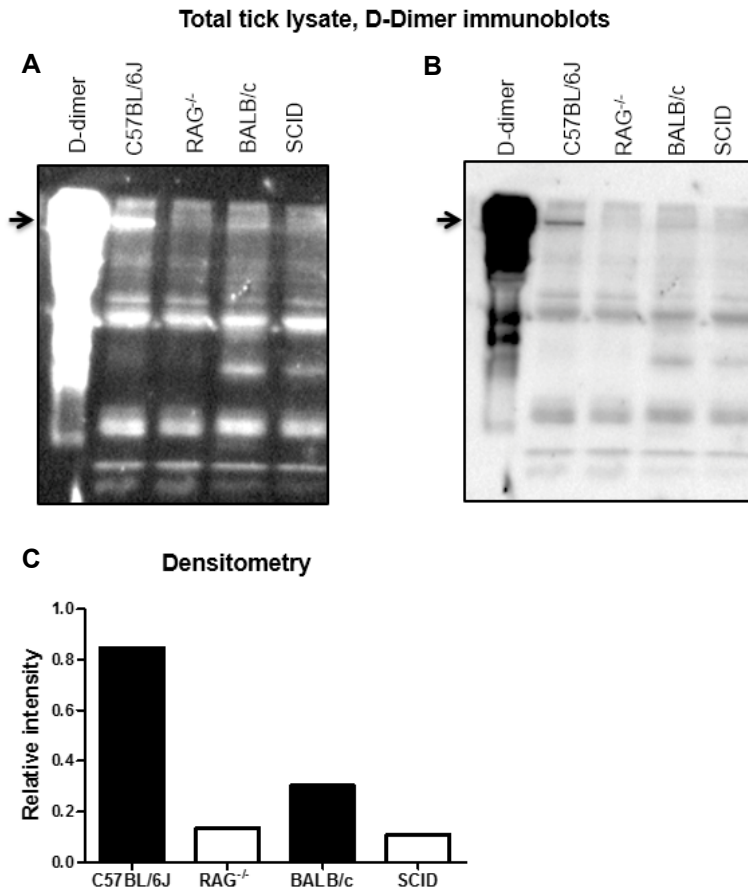 Total tick lysate, D-Dimer immunoblots
A
D-dimer
C57BL/6J
RAG-/-
BALB/c
SCID
B
D-dimer
C57BL/6J
RAG-/-
BALB/c
SCID
C
Densitometry
Relative intensity
1.0
0.8
0.6
0.4
0.2
0.0
C57BL/6J RAG-/- BALB/c SCID